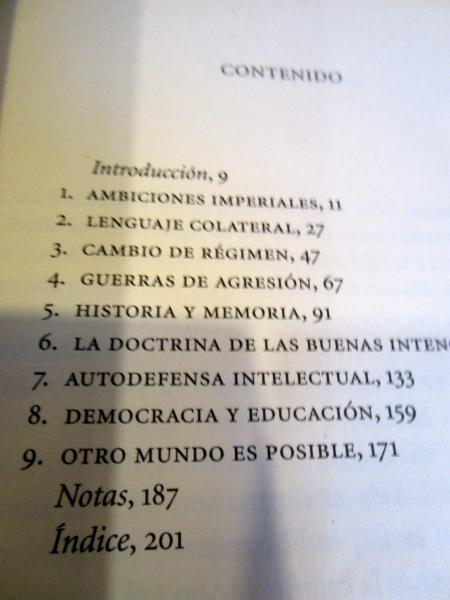 CONTENIDO
Introducción, 9
1. AMBICIONES IMPERIALES, 11
2. LENGUAJE COLATERAL, 27
3. CAMBIO DE RÉGIMEN, 47
4. GUERRAS DE AGRESIÓN, 67
5. HISTORIA Y MEMORIA, 91
6. LA DOCTRINA DE LAS BUENAS INTENC
7. AUTODEFENSA INTELECTUAL, 133
8. DEMOCRACIA Y EDUCACIÓN, 159
9. OTRO MUNDO ES POSIBLE, 171
Notas, 187
Índice, 201